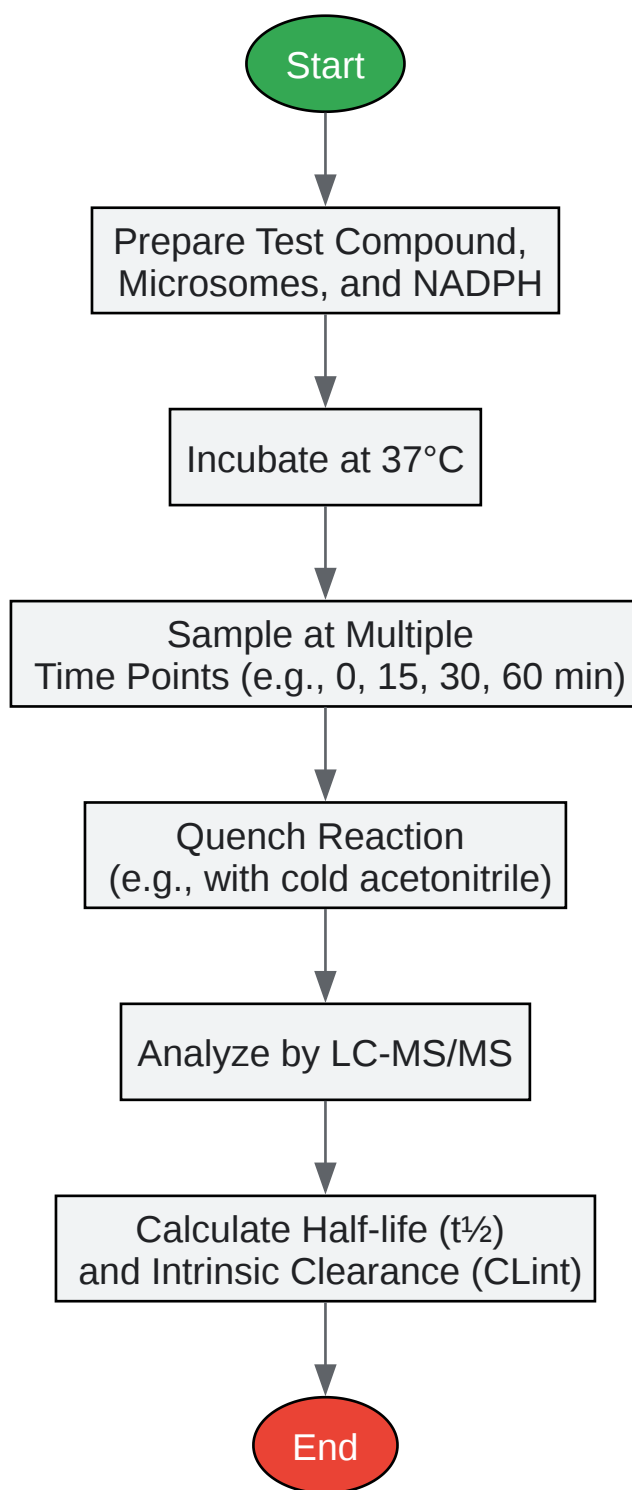 Start
Prepare Test Compound,
Microsomes, and NADPH
Incubate at 37°C
Sample at Multiple
Time Points (e.g., 0, 15, 30, 60 min)
Quench Reaction
(e.g., with cold acetonitrile)
Analyze by LC-MS/MS
Calculate Half-life (t½)
and Intrinsic Clearance (CLint)
End